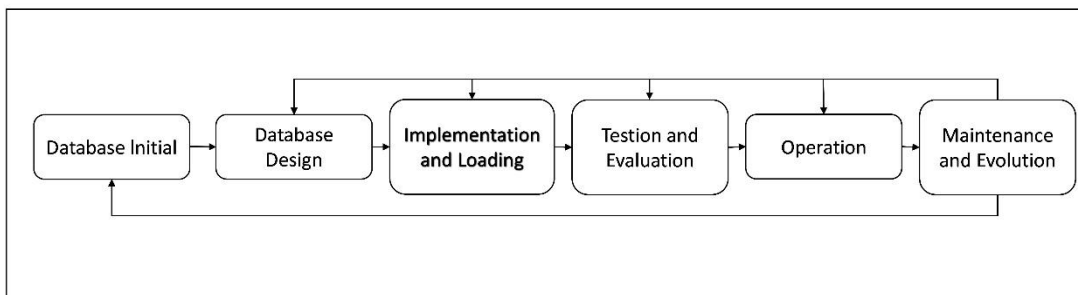 Database Initial
Database
Design
Implementation
and Loading
Testion and
Evaluation
Operation
Maintenance
and Evolution